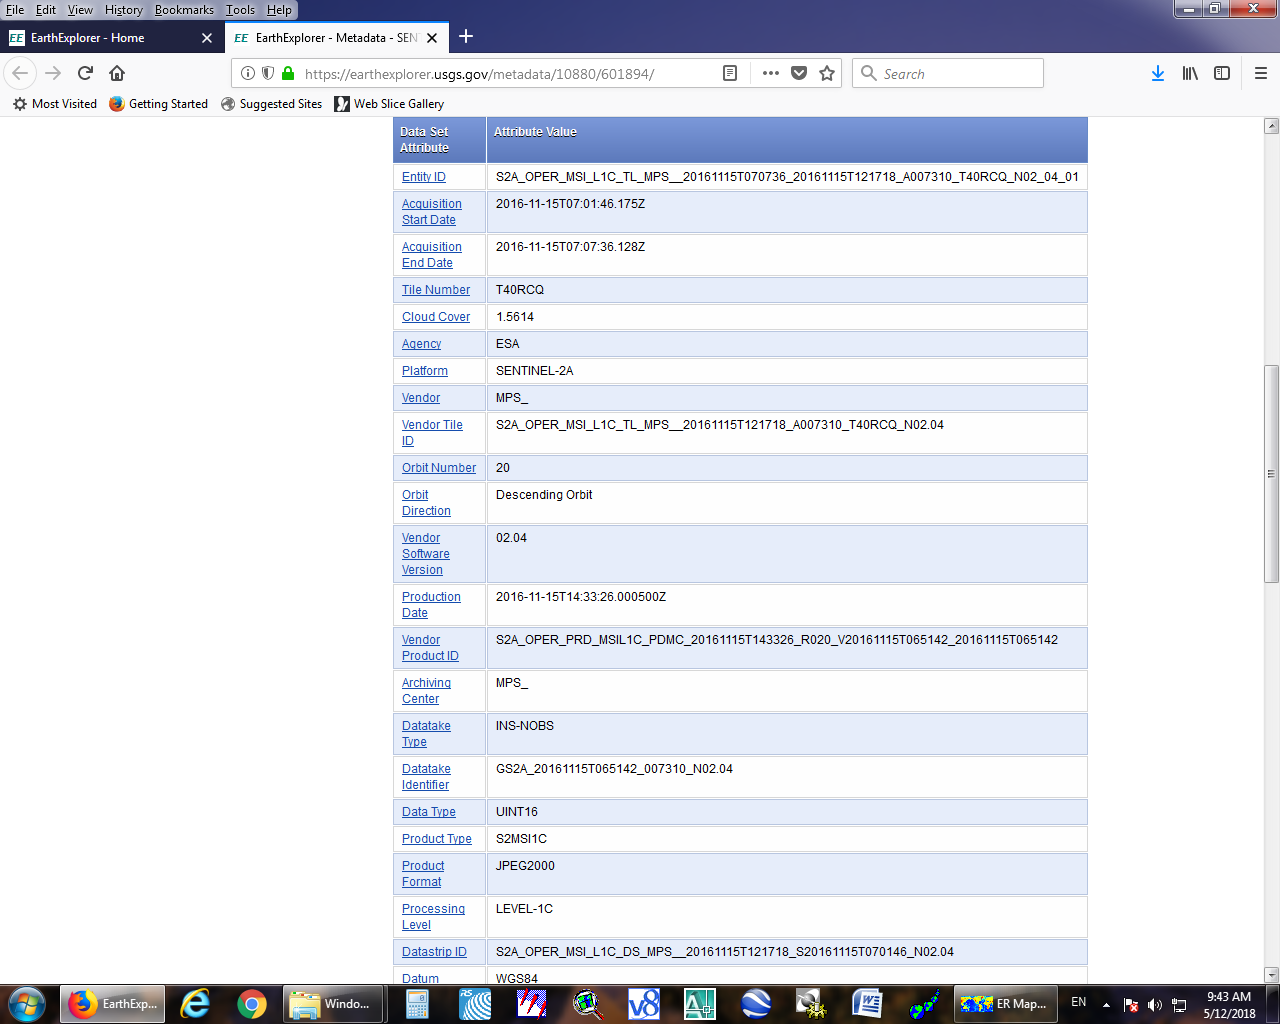 File Edit View History Bookmarks Tools Help
EE EarthExplorer - Home
EE EarthExplorer - Metadata - SEN
https://earthexplorer.usgs.gov/metadata/10880/601894/
Search
Most Visited Getting Started Suggested Sites Web Slice Gallery
Data Set Attribute Attribute Value
Entity ID S2A_OPER_MSI_L1C_TL_MPS__20161115T070736_20161115T121718_A007310_T40RCQ_N02_04_01
Acquisition Start Date 2016-11-15T07:01:46.175Z
Acquisition End Date 2016-11-15T07:07:36.128Z
Tile Number T40RCQ
Cloud Cover 1.5614
Agency ESA
Platform SENTINEL-2A
Vendor MPS_
Vendor Tile ID S2A_OPER_MSI_L1C_TL_MPS__20161115T121718_A007310_T40RCQ_N02.04
Orbit Number 20
Orbit Direction Descending Orbit
Vendor Software Version 02.04
Production Date 2016-11-15T14:33:26.000500Z
Vendor Product ID S2A_OPER_PRD_MSIL1C_PDMC_20161115T143326_R020_V20161115T065142_20161115T065142
Archiving Center MPS_
Datatake Type INS-NOBS
Datatake Identifier GS2A_20161115T065142_007310_N02.04
Data Type UINT16
Product Type S2MSI1C
Product Format JPEG2000
Processing Level LEVEL-1C
Datastrip ID S2A_OPER_MSI_L1C_DS_MPS__20161115T121718_S20161115T070146_N02.04
Datum WGS84
EarthExp... Windo... RS v8 ER Map... EN 9:43 AM
5/12/2018